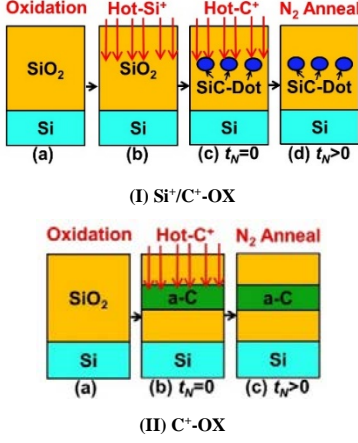 Oxidation Hot-Si⁺ Hot-C⁺ N₂ Anneal
SiO₂ SiO₂
SiC-Dot SiC-Dot
Si Si Si Si
(a) (b) (c) t_N=0 (d) t_N>0
(I) Si⁺/C⁺-OX
Oxidation Hot-C⁺ N₂ Anneal
SiO₂ a-C a-C
Si Si Si
(a) (b) t_N=0 (c) t_N>0
(II) C⁺-OX